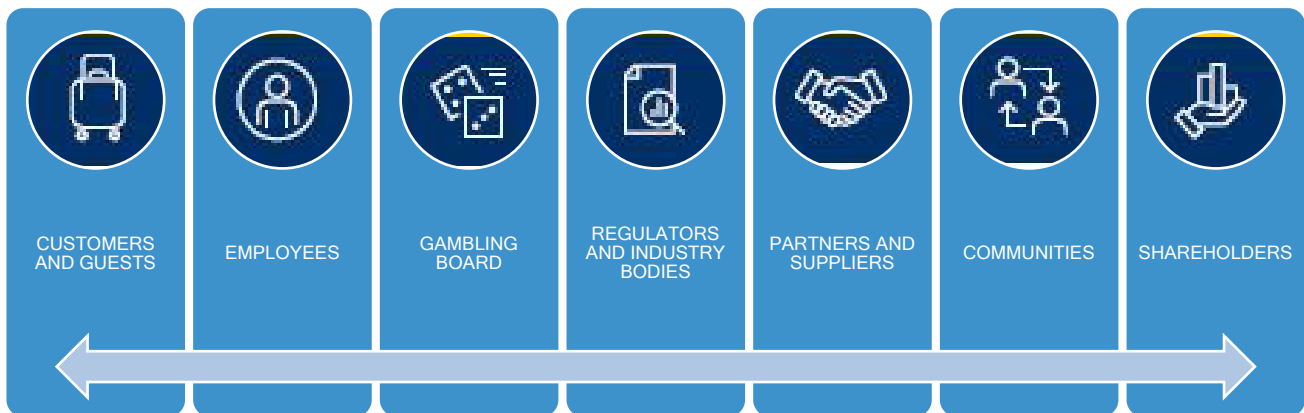 CUSTOMERS
AND GUESTS
EMPLOYEES
GAMBLING
BOARD
REGULATORS
AND INDUSTRY
BODIES
PARTNERS AND
SUPPLIERS
COMMUNITIES
SHAREHOLDERS